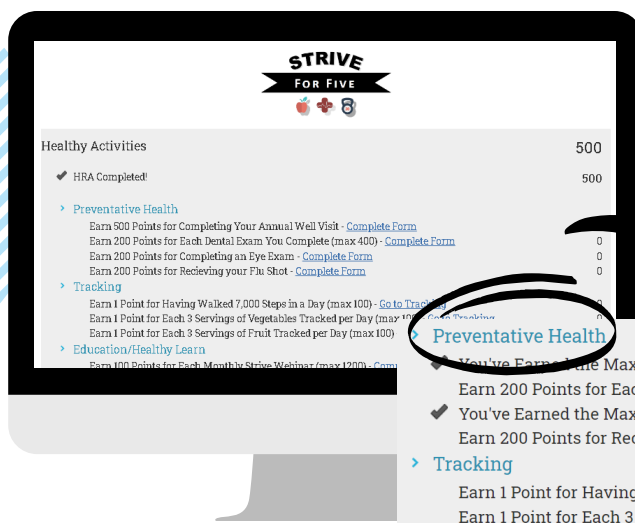 STRIVE
FOR FIVE
Healthy Activities 500
HRA Completed! 500
Preventative Health
Earn 500 Points for Completing Your Annual Well Visit - Complete Form
Earn 200 Points for Each Dental Exam You Complete (max 400) - Complete Form 0
Earn 200 Points for Completing an Eye Exam - Complete Form 0
Earn 200 Points for Recieving your Flu Shot - Complete Form 0
Tracking
Earn 1 Point for Having Walked 7,000 Steps in a Day (max 100) - Go to Tracking 0
Earn 1 Point for Each 3 Servings of Vegetables Tracked per Day (max 100) - Go to Tracking
Earn 1 Point for Each 3 Servings of Fruit Tracked per Day (max 100)
Education/Healthy Learn
Earn 100 Points for Each Monthly Strive Webinar (max 1200) - Com
Preventative Health
You've Earned the Max
Earn 200 Points for Eac
You've Earned the Max
Earn 200 Points for Rec
Tracking
Earn 1 Point for Having
Earn 1 Point for Each 3